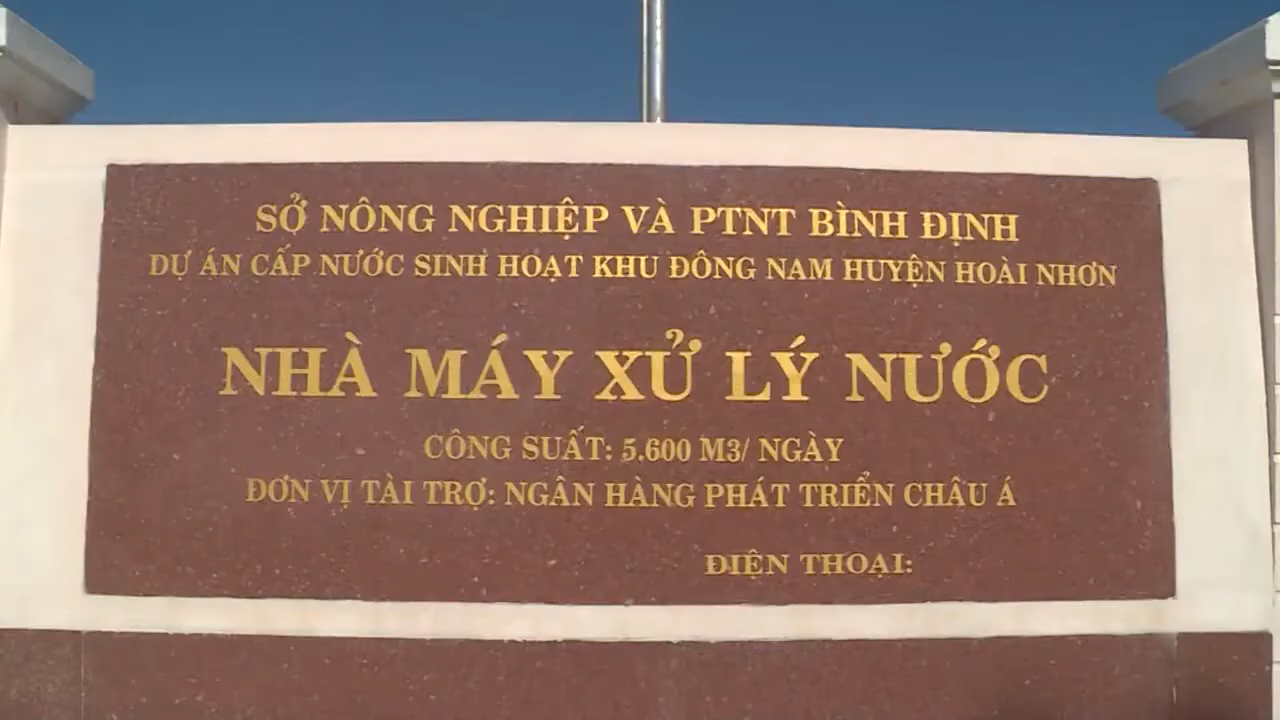 SỞ NÔNG NGHIỆP VÀ PTNT BÌNH ĐỊNH
DỰ ÁN CẤP NƯỚC SINH HOẠT KHU ĐÔNG NAM HUYỆN HOÀI NHƠN
NHÀ MÁY XỬ LÝ NƯỚC
CÔNG SUẤT: 5.600 M3/ NGÀY
ĐƠN VỊ TÀI TRỢ: NGÂN HÀNG PHÁT TRIỂN CHÂU Á
ĐIỆN THOẠI: